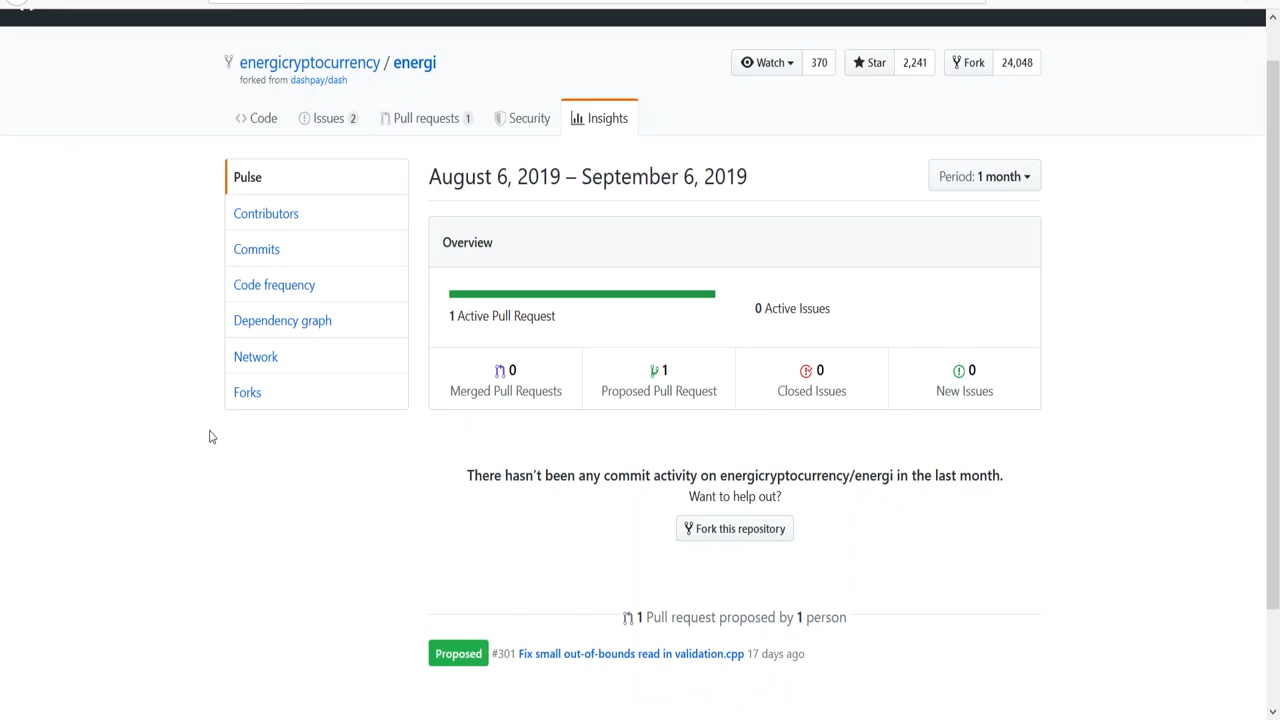 energicryptocurrency / energi
forked from dashpay/dash
Watch 370
Star 2,241
Fork 24,048
Code
Issues 2
Pull requests 1
Security
Insights
Pulse
Contributors
Commits
Code frequency
Dependency graph
Network
Forks
August 6, 2019 – September 6, 2019
Period: 1 month
Overview
1 Active Pull Request
0 Active Issues
0
Merged Pull Requests
1
Proposed Pull Request
0
Closed Issues
0
New Issues
There hasn't been any commit activity on energicryptocurrency/energi in the last month.
Want to help out?
Fork this repository
1 Pull request proposed by 1 person
Proposed #301 Fix small out-of-bounds read in validation.cpp 17 days ago